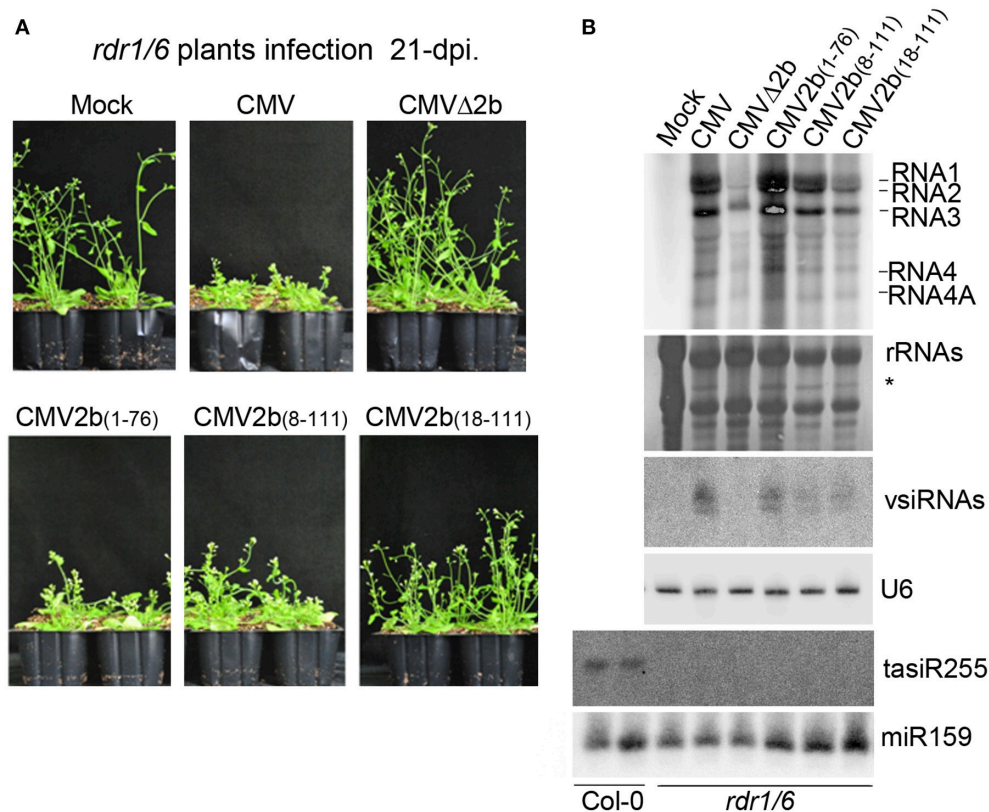 A
rdr1/6 plants infection 21-dpi.
Mock
CMV
CMVΔ2b
CMV2b(1-76)
CMV2b(8-111)
CMV2b(18-111)
B
Mock
CMV
CMVΔ2b
CMV2b(1-76)
CMV2b(8-111)
CMV2b(18-111)
RNA1
RNA2
RNA3
RNA4
RNA4A
rRNAs
*
vsiRNAs
U6
tasiR255
miR159
Col-0
rdr1/6